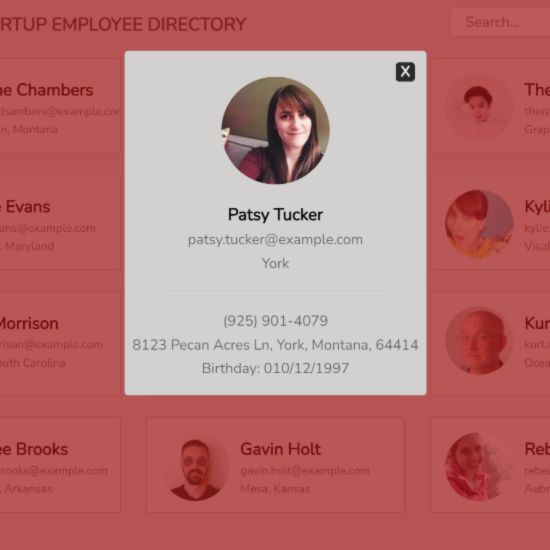 RTUP EMPLOYEE DIRECTORY
Search...
ne Chambers
chambers@example.cor
n, Montana
The
there
Grap
X
Patsy Tucker
patsy.tucker@example.com
York
(925) 901-4079
8123 Pecan Acres Ln, York, Montana, 64414
Birthday: 010/12/1997
e Evans
ans@example.com
, Maryland
Kyli
kylie.
Visal
Morrison
rison@example.com
outh Carolina
Kur
kurt.
Ocea
ee Brooks
rooks@example.com
, Arkansas
Gavin Holt
gavin.holt@example.com
Mesa, Kansas
Reb
rebe
Aubr